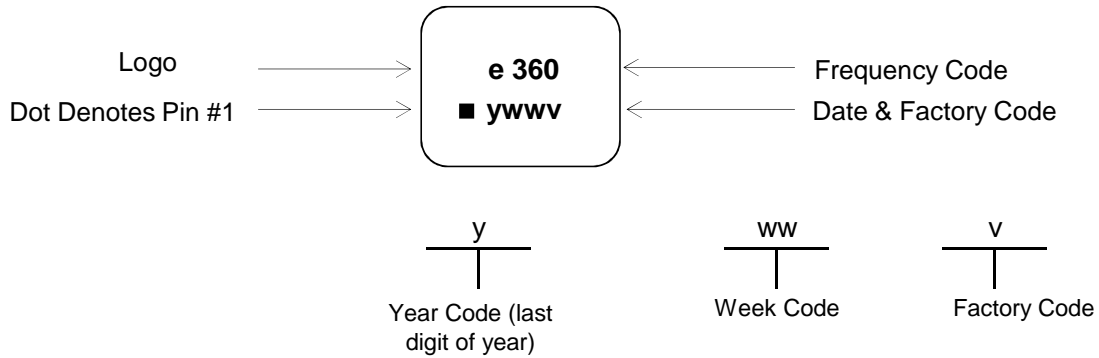 e 360
Logo
Frequency Code
Dot Denotes Pin #1
■ ywwv
Date & Factory Code
y
ww
v
Year Code (last
digit of year)
Week Code
Factory Code